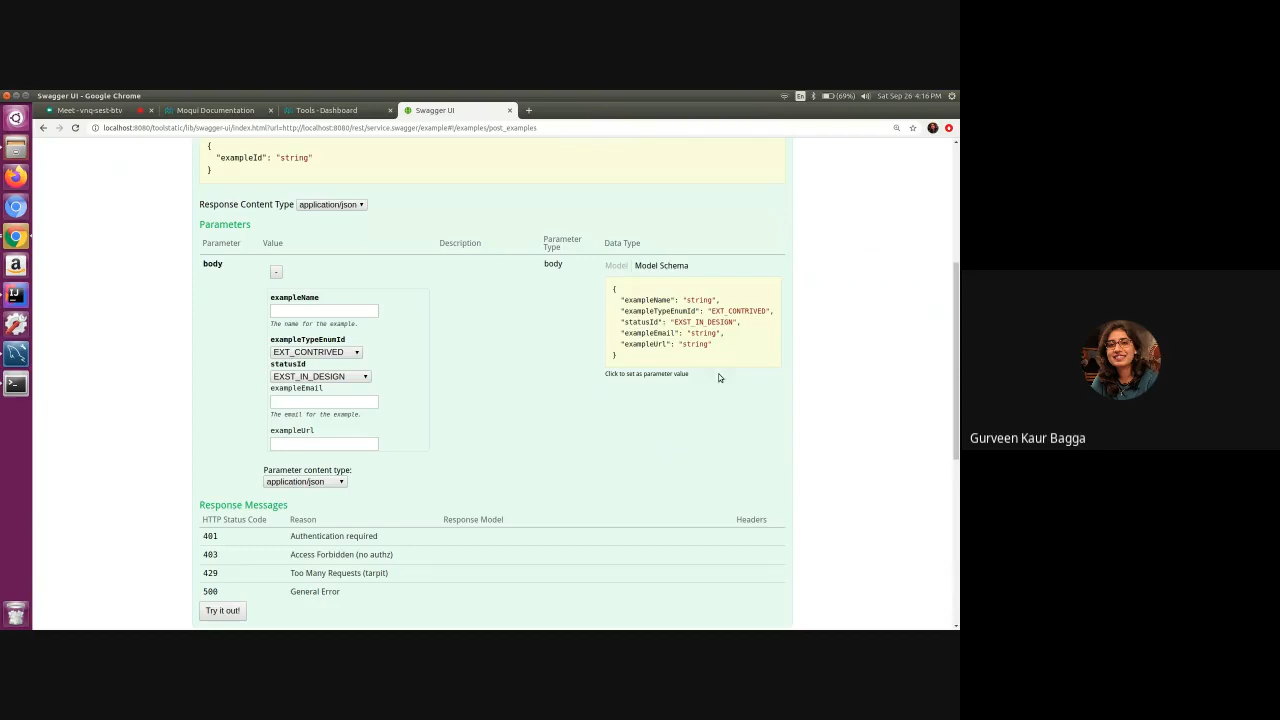 Swagger UI - Google Chrome
En (69%) Sat Sep 26 4:16 PM
Meet - vnq-sest-btv
Moqui Documentation
Tools - Dashboard
Swagger UI
localhost:8080/toolstatic/lib/swagger-ui/index.html?url=http://localhost:8080/rest/service.swagger/example#!/examples/post_examples
{
"exampleId": "string"
}
Response Content Type application/json
Parameters
Parameter Value Description Parameter Type Data Type
body
-
body
Model Model Schema
exampleName
The name for the example.
exampleTypeEnumId
EXT_CONTRIVED
statusId
EXST_IN_DESIGN
exampleEmail
The email for the example.
exampleUrl
{
"exampleName": "string",
"exampleTypeEnumId": "EXT_CONTRIVED",
"statusId": "EXST_IN_DESIGN",
"exampleEmail": "string",
"exampleUrl": "string"
}
Click to set as parameter value
Parameter content type:
application/json
Response Messages
HTTP Status Code Reason Response Model Headers
401 Authentication required
403 Access Forbidden (no authz)
429 Too Many Requests (tarpit)
500 General Error
Try it out!
Gurveen Kaur Bagga